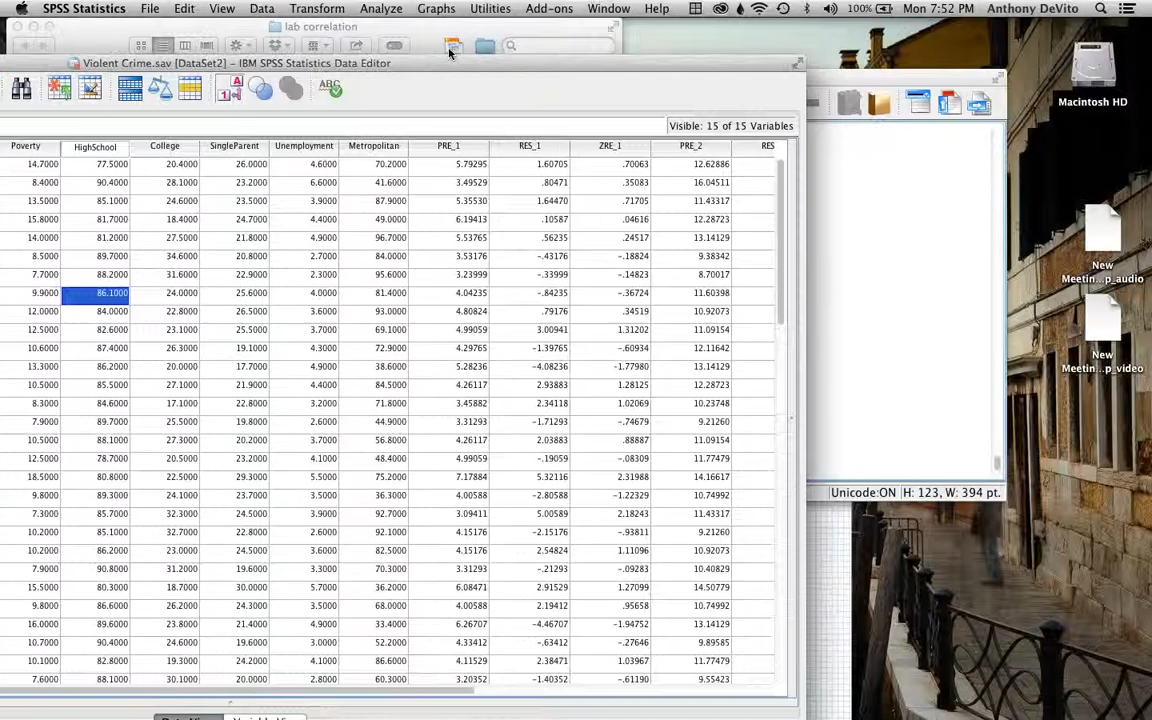 SPSS Statistics File Edit View Data Transform Analyze Graphs Utilities Add-ons Window Help 100% Mon 7:52 PM Anthony DeVito
lab correlation
Violent Crime.sav [DataSet2] – IBM SPSS Statistics Data Editor
Visible: 15 of 15 Variables
Poverty HighSchool College SingleParent Unemployment Metropolitan PRE_1 RES_1 ZRE_1 PRE_2 RES
14.7000 77.5000 20.4000 26.0000 4.6000 70.2000 5.79295 1.60705 .70063 12.62886
8.4000 90.4000 28.1000 23.2000 6.6000 41.6000 3.49529 .80471 .35083 16.04511
13.5000 85.1000 24.6000 23.5000 3.9000 87.9000 5.35530 1.64470 .71705 11.43317
15.8000 81.7000 18.4000 24.7000 4.4000 49.0000 6.19413 .10587 .04616 12.28723
14.0000 81.2000 27.5000 21.8000 4.9000 96.7000 5.53765 .56235 .24517 13.14129
8.5000 89.7000 34.6000 20.8000 2.7000 84.0000 3.53176 -.43176 -.18824 9.38342
7.7000 88.2000 31.6000 22.9000 2.3000 95.6000 3.23999 -.33999 -.14823 8.70017
9.9000 86.1000 24.0000 25.6000 4.0000 81.4000 4.04235 -.84235 -.36724 11.60398
12.0000 84.0000 22.8000 26.5000 3.6000 93.0000 4.80824 .79176 .34519 10.92073
12.5000 82.6000 23.1000 25.5000 3.7000 69.1000 4.99059 3.00941 1.31202 11.09154
10.6000 87.4000 26.3000 19.1000 4.3000 72.9000 4.29765 -1.39765 -.60934 12.11642
13.3000 86.2000 20.0000 17.7000 4.9000 38.6000 5.28236 -4.08236 -1.77980 13.14129
10.5000 85.5000 27.1000 21.9000 4.4000 84.5000 4.26117 2.93883 1.28125 12.28723
8.3000 84.6000 17.1000 22.8000 3.2000 71.8000 3.45882 2.34118 1.02069 10.23748
7.9000 89.7000 25.5000 19.8000 2.6000 44.9000 3.31293 -1.71293 -.74679 9.21260
10.5000 88.1000 27.3000 20.2000 3.7000 56.8000 4.26117 2.03883 .88887 11.09154
12.5000 78.7000 20.5000 23.2000 4.1000 48.4000 4.99059 -.19059 -.08309 11.77479
18.5000 80.8000 22.5000 29.3000 5.5000 75.2000 7.17884 5.32116 2.31988 14.16617
9.8000 89.3000 24.1000 23.7000 3.5000 36.3000 4.00588 -2.80588 -1.22329 10.74992
7.3000 85.7000 32.3000 24.5000 3.9000 92.7000 3.09411 5.00589 2.18243 11.43317
10.2000 85.1000 32.7000 22.8000 2.6000 92.1000 4.15176 -2.15176 -.93811 9.21260
10.2000 86.2000 23.0000 24.5000 3.6000 82.5000 4.15176 2.54824 1.11096 10.92073
7.9000 90.8000 31.2000 19.6000 3.3000 70.3000 3.31293 -.21293 -.09283 10.40829
15.5000 80.3000 18.7000 30.0000 5.7000 36.2000 6.08471 2.91529 1.27099 14.50779
9.8000 86.6000 26.2000 24.3000 3.5000 68.0000 4.00588 2.19412 .95658 10.74992
16.0000 89.6000 23.8000 21.4000 4.9000 33.4000 6.26707 -4.46707 -1.94752 13.14129
10.7000 90.4000 24.6000 19.6000 3.0000 52.2000 4.33412 -.63412 -.27646 9.89585
10.1000 82.8000 19.3000 24.2000 4.1000 86.6000 4.11529 2.38471 1.03967 11.77479
7.6000 88.1000 30.1000 20.0000 2.8000 60.3000 3.20352 -1.40352 -.61190 9.55423
Unicode:ON H: 123, W: 394 pt.
Macintosh HD
New
Meetin...p_audio
New
Meetin...p_video